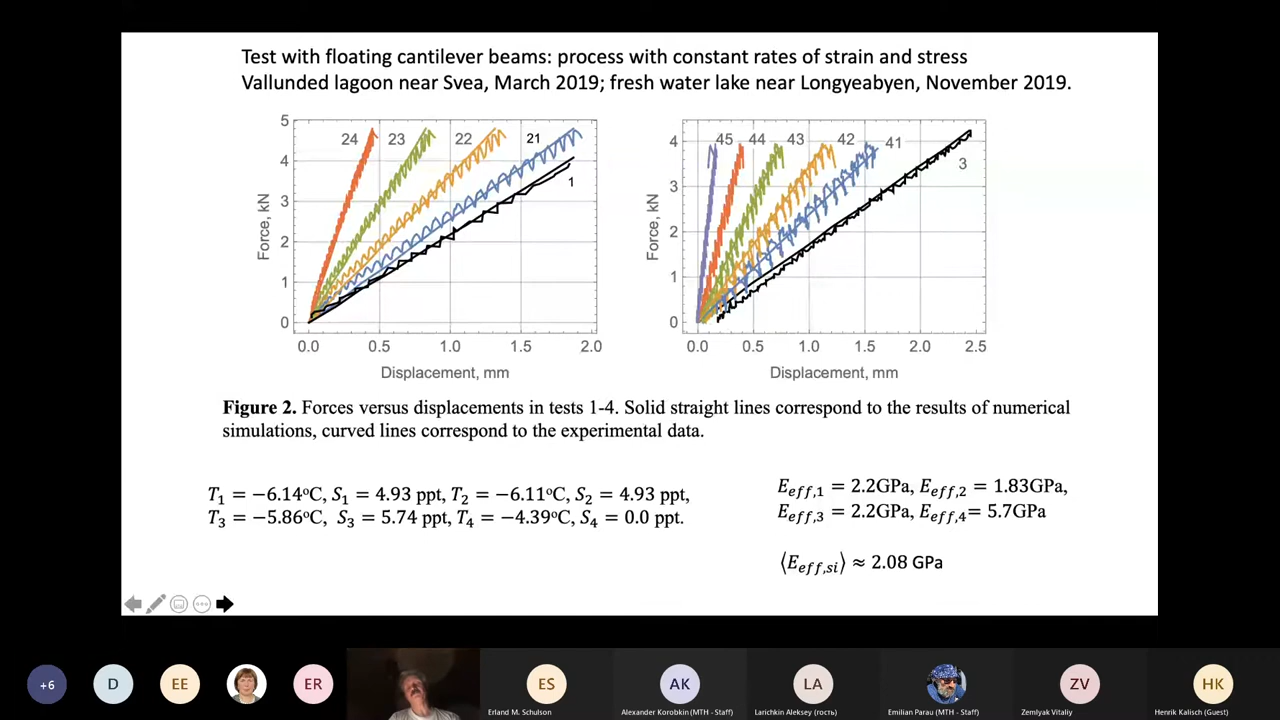 Test with floating cantilever beams: process with constant rates of strain and stress
Vallunded lagoon near Svea, March 2019; fresh water lake near Longyeabyen, November 2019.
5
4
3
2
1
0
Force, kN
24
23
22
21
1
0.0
0.5
1.0
1.5
2.0
Displacement, mm
4
3
2
1
0
Force, kN
45
44
43
42
41
3
0.0
0.5
1.0
1.5
2.0
2.5
Displacement, mm
Figure 2. Forces versus displacements in tests 1-4. Solid straight lines correspond to the results of numerical
simulations, curved lines correspond to the experimental data.
T₁ = −6.14°C, S₁ = 4.93 ppt, T₂ = −6.11°C, S₂ = 4.93 ppt,
T₃ = −5.86°C, S₃ = 5.74 ppt, T₄ = −4.39°C, S₄ = 0.0 ppt.
E_eff,1 = 2.2GPa, E_eff,2 = 1.83GPa,
E_eff,3 = 2.2GPa, E_eff,4 = 5.7GPa
⟨E_eff,si⟩ ≈ 2.08 GPa
+6
D
EE
ER
ES
Erland M. Schulson
AK
Alexander Korobkin (MTH - Staff)
LA
Larichkin Aleksey (гость)
Emilian Parau (MTH - Staff)
ZV
Zemlyak Vitaliy
HK
Henrik Kalisch (Guest)